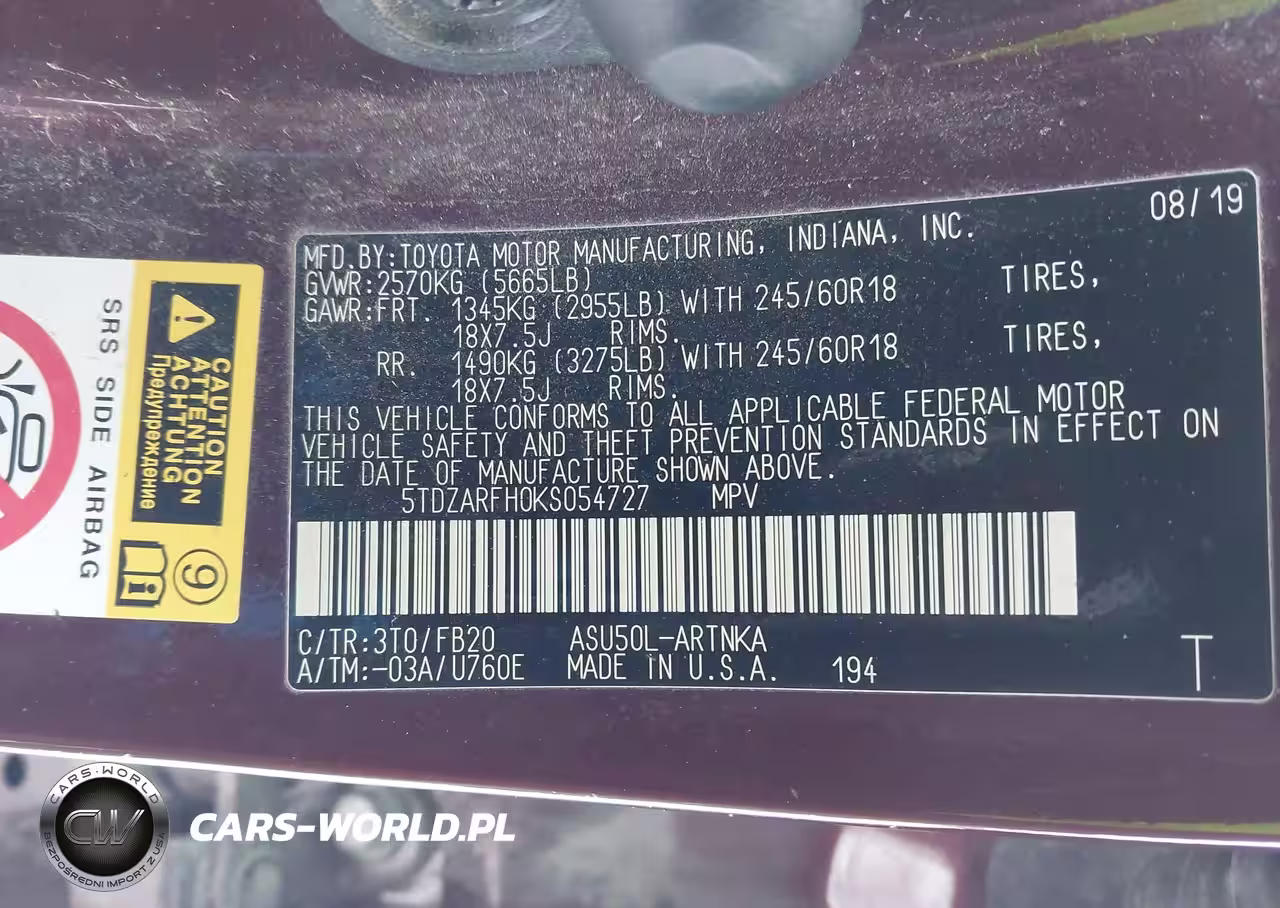 08/19
MFD.BY:TOYOTA MOTOR MANUFACTURING, INDIANA, INC.
GVWR:2570KG (5665LB)
GAWR:FRT. 1345KG (2955LB) WITH 245/60R18 TIRES,
18X7.5J RIMS.
RR. 1490KG (3275LB) WITH 245/60R18 TIRES,
18X7.5J RIMS.
THIS VEHICLE CONFORMS TO ALL APPLICABLE FEDERAL MOTOR
VEHICLE SAFETY AND THEFT PREVENTION STANDARDS IN EFFECT ON
THE DATE OF MANUFACTURE SHOWN ABOVE.
5TDZARFH0KS054727 MPV
C/TR:3T0/FB20 ASU50L-ARTNKA
A/TM:-03A/U760E MADE IN U.S.A. 194
T
CAUTION
ATTENTION
ACHTUNG
Предупреждение
SRS SIDE AIRBAG
9
i
CARS-WORLD
CW
BEZPOŚREDNI IMPORT Z USA
CARS-WORLD.PL